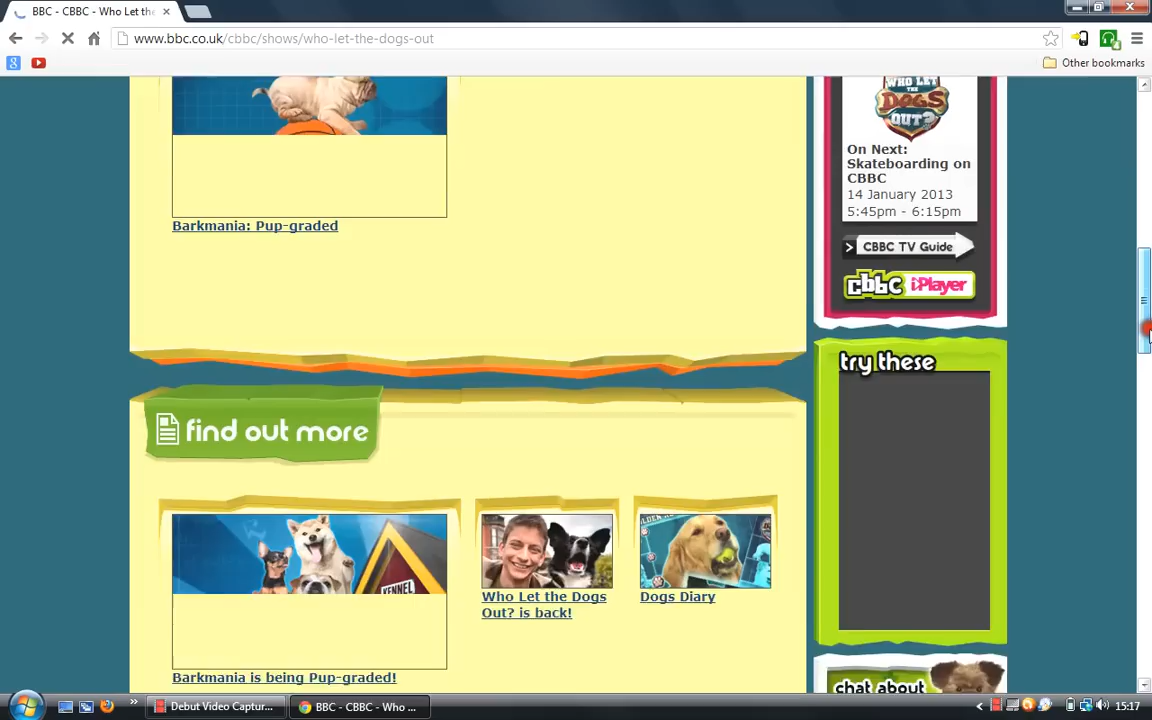 BBC - CBBC - Who Let the
www.bbc.co.uk/cbbc/shows/who-let-the-dogs-out
Other bookmarks
WHO LET THE DOGS OUT?
On Next:
Skateboarding on
CBBC
14 January 2013
5:45pm - 6:15pm
CBBC TV Guide
cbbc iPlayer
Barkmania: Pup-graded
try these
find out more
KENNEL
Who Let the Dogs
Out? is back!
Dogs Diary
Barkmania is being Pup-graded!
chat about
Debut Video Captur...
BBC - CBBC - Who ...
15:17